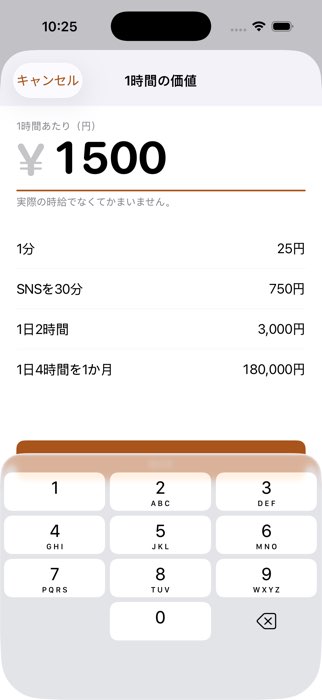 10:25
キャンセル
1時間の価値
1時間あたり（円）
¥ 1500
実際の時給でなくてかまいません。
1分 25円
SNSを30分 750円
1日2時間 3,000円
1日4時間を1か月 180,000円
1 2 3
ABC DEF
4 5 6
GHI JKL MNO
7 8 9
PQRS TUV WXYZ
0